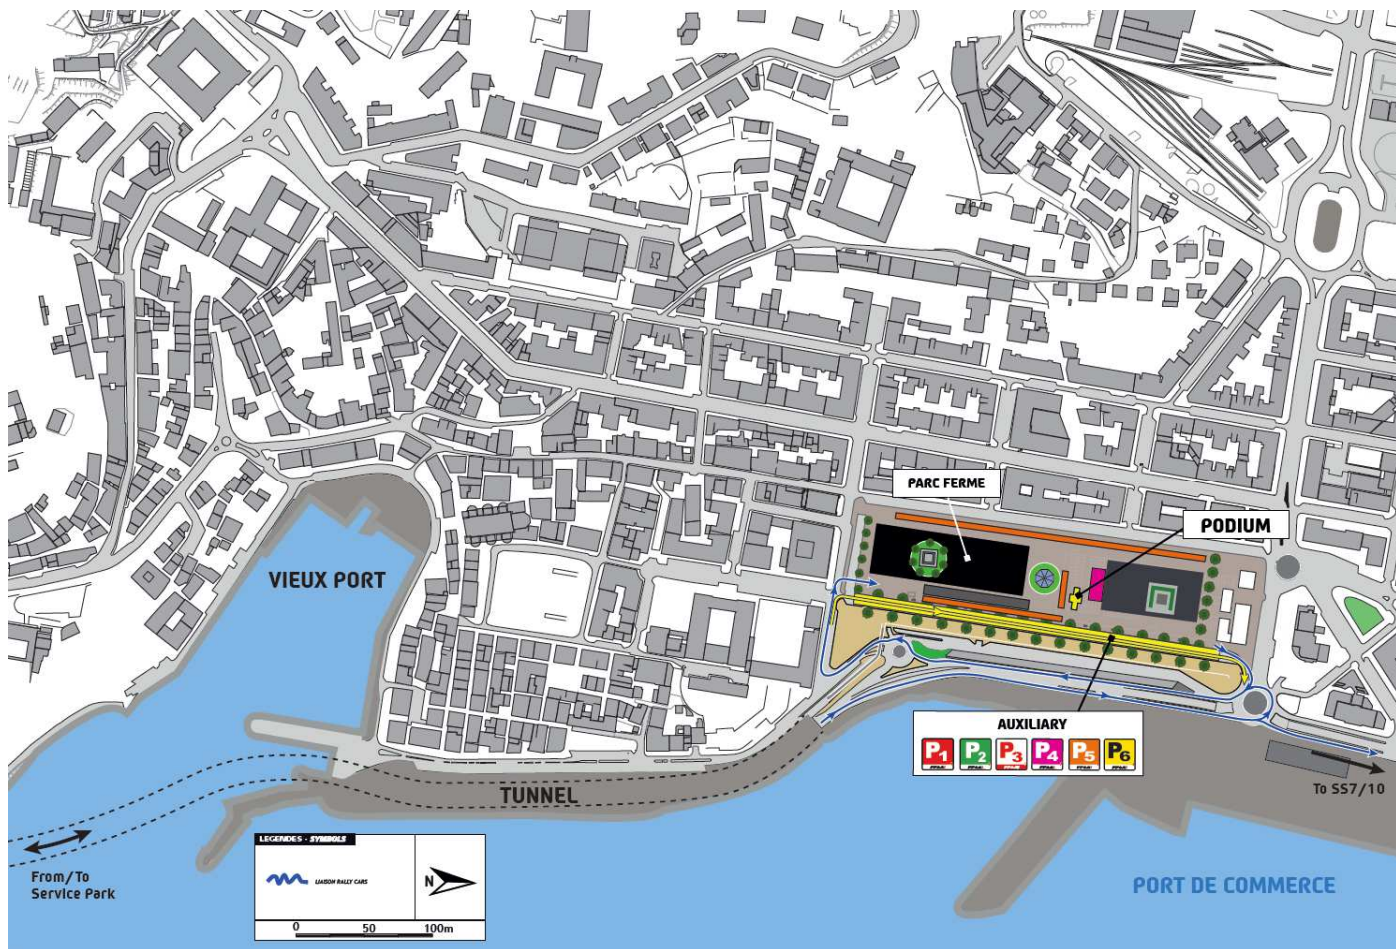 PARC FERME
PODIUM
VIEUX PORT
AUXILIARY
P1 P2 P3 P4 P5 P6
To SS7/10
TUNNEL
LEGENDES - SYMBOLS
LIAISON RALLY CARS
N
0 50 100m
From/To
Service Park
PORT DE COMMERCE